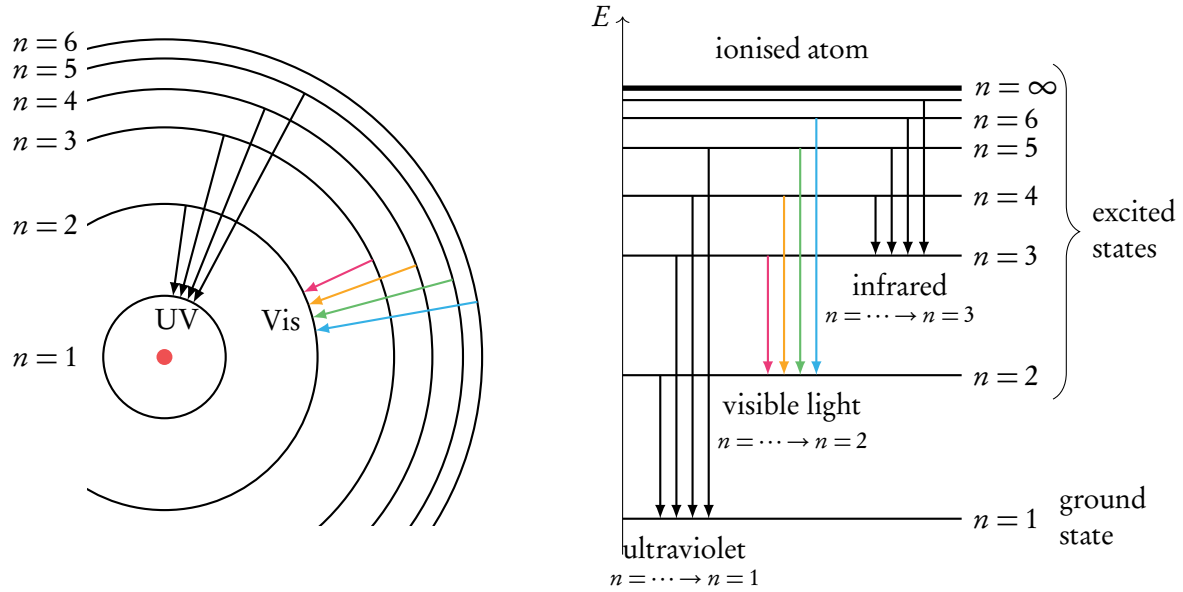 n = 6
n = 5
n = 4
n = 3
n = 2
n = 1
UV
Vis
E
ionised atom
n = ∞
n = 6
n = 5
n = 4
n = 3
n = 2
n = 1
excited
states
infrared
n = ⋯ → n = 3
visible light
n = ⋯ → n = 2
ground
state
ultraviolet
n = ⋯ → n = 1